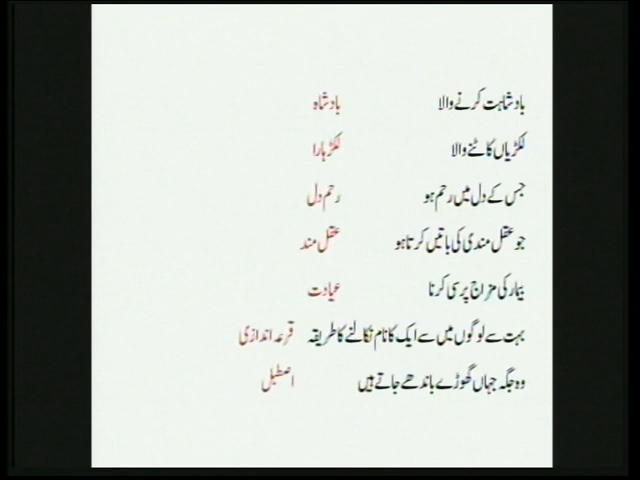 بادشاہت کرنے والا بادشاہ
لکڑیاں کاٹنے والا لکڑہارا
جس کے دل میں رحم ہو رحم دل
جو عقل مندی کی باتیں کرتا ہو عقل مند
بیمار کی مزاج پرسی کرنا عیادت
بہت سے لوگوں میں سے ایک کا نام نکالنے کا طریقہ قرعہ اندازی
وہ جگہ جہاں گھوڑے باندھے جاتے ہیں اصطبل